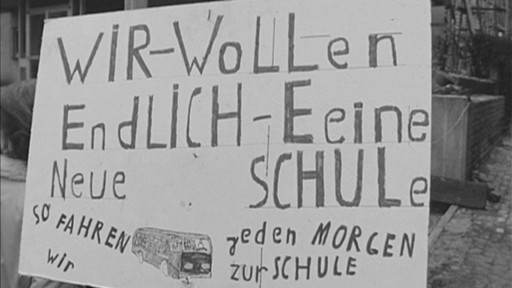 WIR-WOLLen
EndLICH-Eeine
Neue SCHULe
SO FAHREN wir
jeden MORGEN
zur SCHULE